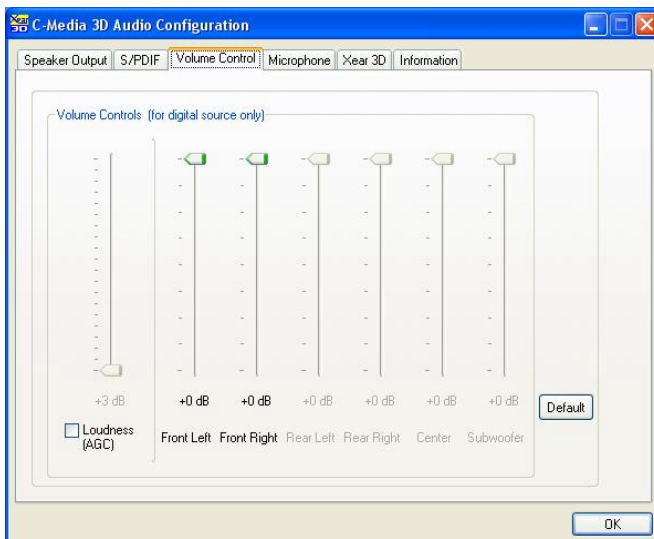 Xear 3D C-Media 3D Audio Configuration
Speaker Output S/PDIF Volume Control Microphone Xear 3D Information
Volume Controls (for digital source only)
+3 dB +0 dB +0 dB +0 dB +0 dB +0 dB +0 dB
Default
Loudness
(AGC)
Front Left Front Right Rear Left Rear Right Center Subwoofer
OK